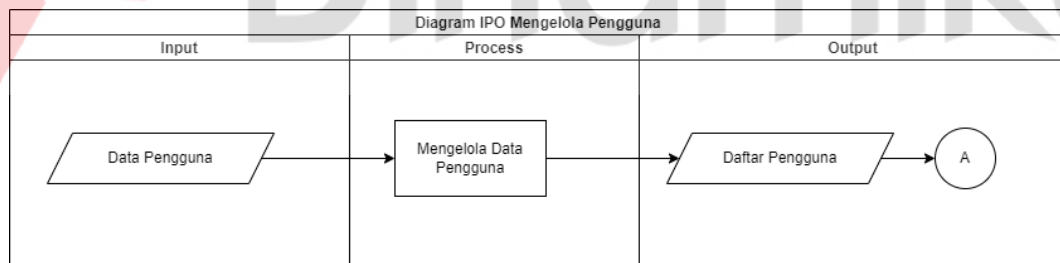 Diagram IPO Mengelola Pengguna
Input
Process
Output
Data Pengguna
Mengelola Data
Pengguna
Daftar Pengguna
A